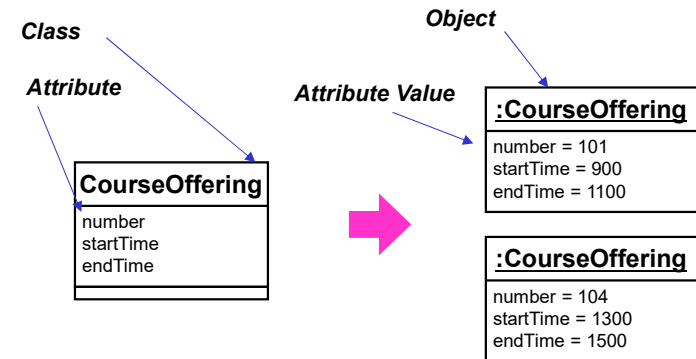 Class
Attribute
CourseOffering
number
startTime
endTime
Object
Attribute Value
:CourseOffering
number = 101
startTime = 900
endTime = 1100
:CourseOffering
number = 104
startTime = 1300
endTime = 1500